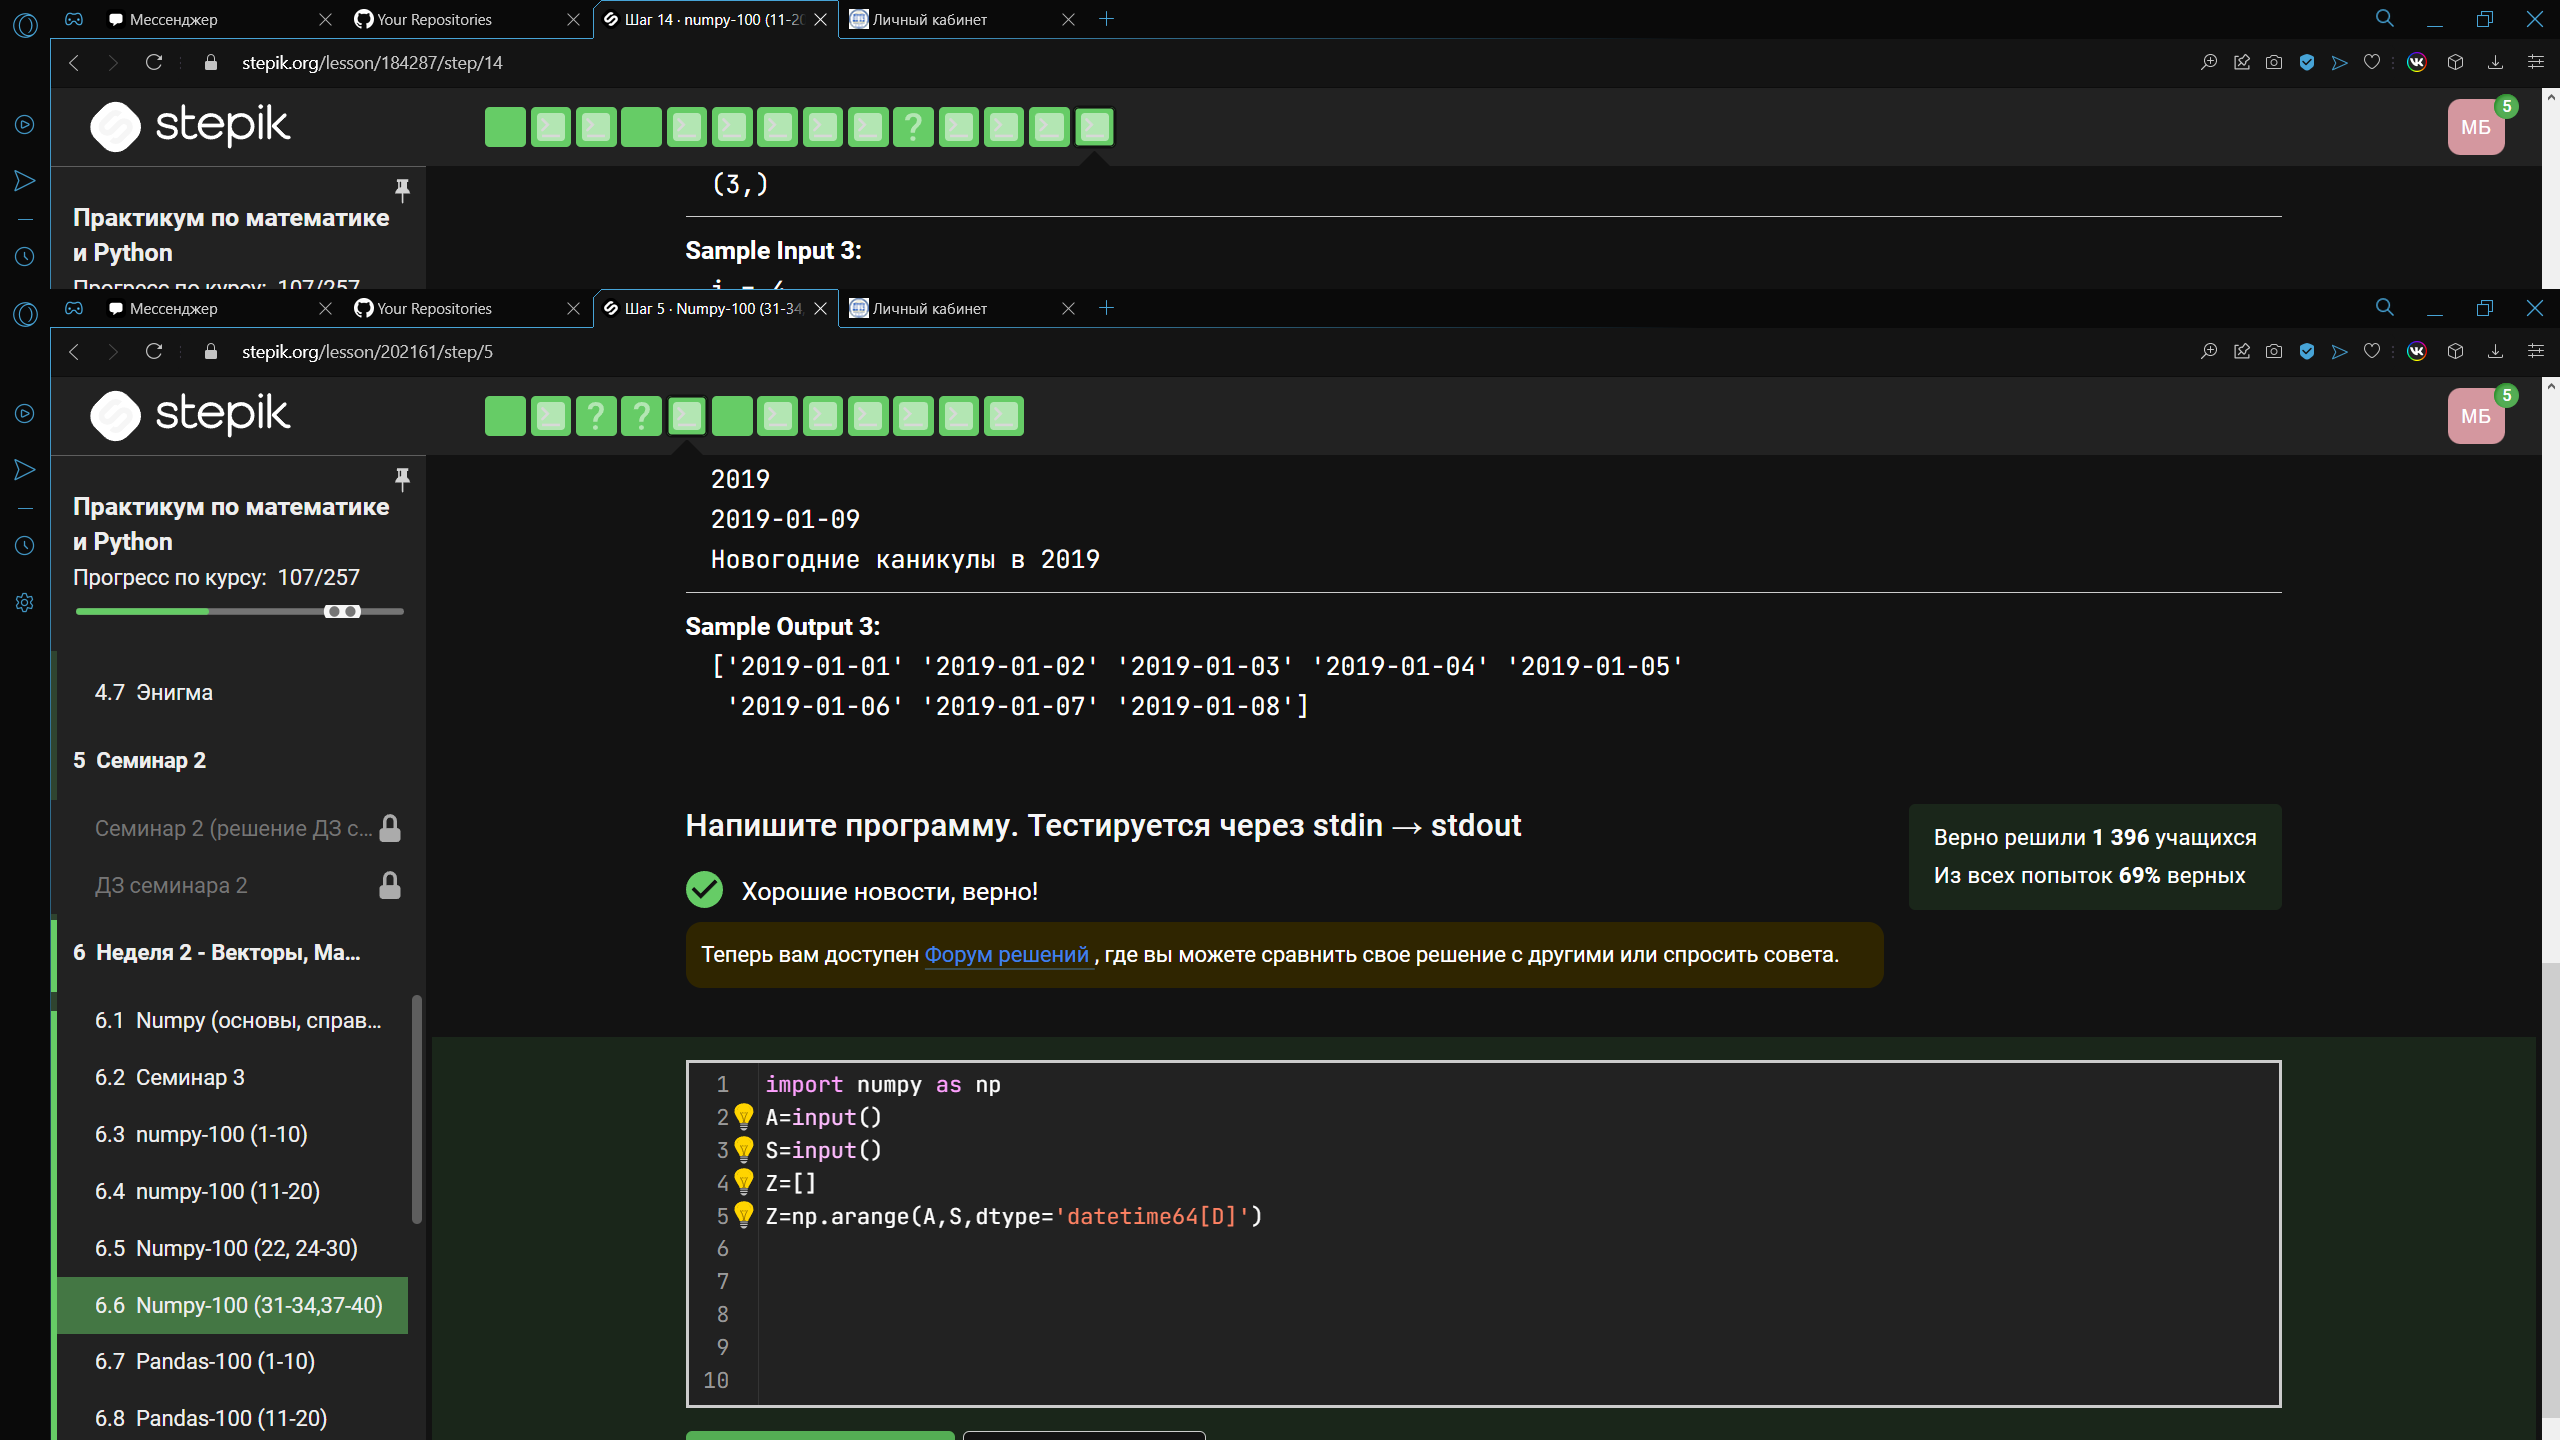 Мессенджер
Your Repositories
Шаг 14 · numpy-100 (11-20
Личный кабинет
stepik.org/lesson/184287/step/14
stepik
?
МБ
5
Практикум по математике
и Python
Прогресс по курсу: 107/257
(3,)
Sample Input 3:
Мессенджер
Your Repositories
Шаг 5 · Numpy-100 (31-34,
Личный кабинет
stepik.org/lesson/202161/step/5
stepik
? ?
МБ
5
Практикум по математике
и Python
Прогресс по курсу: 107/257
4.7 Энигма
5 Семинар 2
Семинар 2 (решение ДЗ с...
ДЗ семинара 2
6 Неделя 2 - Векторы, Ма...
6.1 Numpy (основы, справ...
6.2 Семинар 3
6.3 numpy-100 (1-10)
6.4 numpy-100 (11-20)
6.5 Numpy-100 (22, 24-30)
6.6 Numpy-100 (31-34,37-40)
6.7 Pandas-100 (1-10)
6.8 Pandas-100 (11-20)
2019
2019-01-09
Новогодние каникулы в 2019
Sample Output 3:
['2019-01-01' '2019-01-02' '2019-01-03' '2019-01-04' '2019-01-05'
'2019-01-06' '2019-01-07' '2019-01-08']
Напишите программу. Тестируется через stdin → stdout
Верно решили 1 396 учащихся
Из всех попыток 69% верных
Хорошие новости, верно!
Теперь вам доступен Форум решений , где вы можете сравнить свое решение с другими или спросить совета.
1 import numpy as np
2 A=input()
3 S=input()
4 Z=[]
5 Z=np.arange(A,S,dtype='datetime64[D]')
6
7
8
9
10